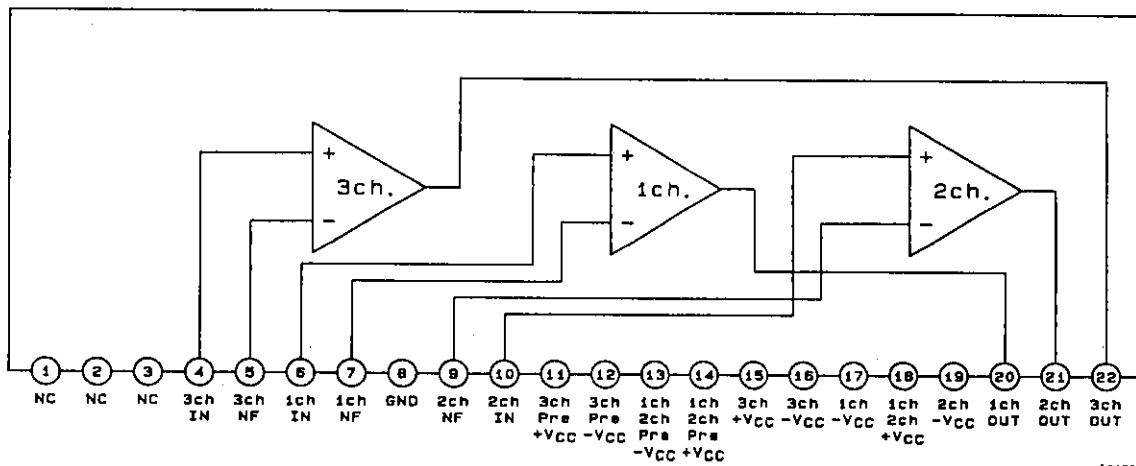 +
3ch.
−
+
1ch.
−
+
2ch.
−
1 2 3 4 5 6 7 8 9 10 11 12 13 14 15 16 17 18 19 20 21 22
NC
NC
NC
3ch
IN
3ch
NF
1ch
IN
1ch
NF
GND
2ch
NF
2ch
IN
3ch
Pre
+VCC
3ch
Pre
-VCC
1ch
2ch
Pre
-VCC
1ch
2ch
Pre
+VCC
3ch
+VCC
3ch
-VCC
1ch
-VCC
1ch
2ch
+VCC
2ch
-VCC
1ch
OUT
2ch
OUT
3ch
OUT